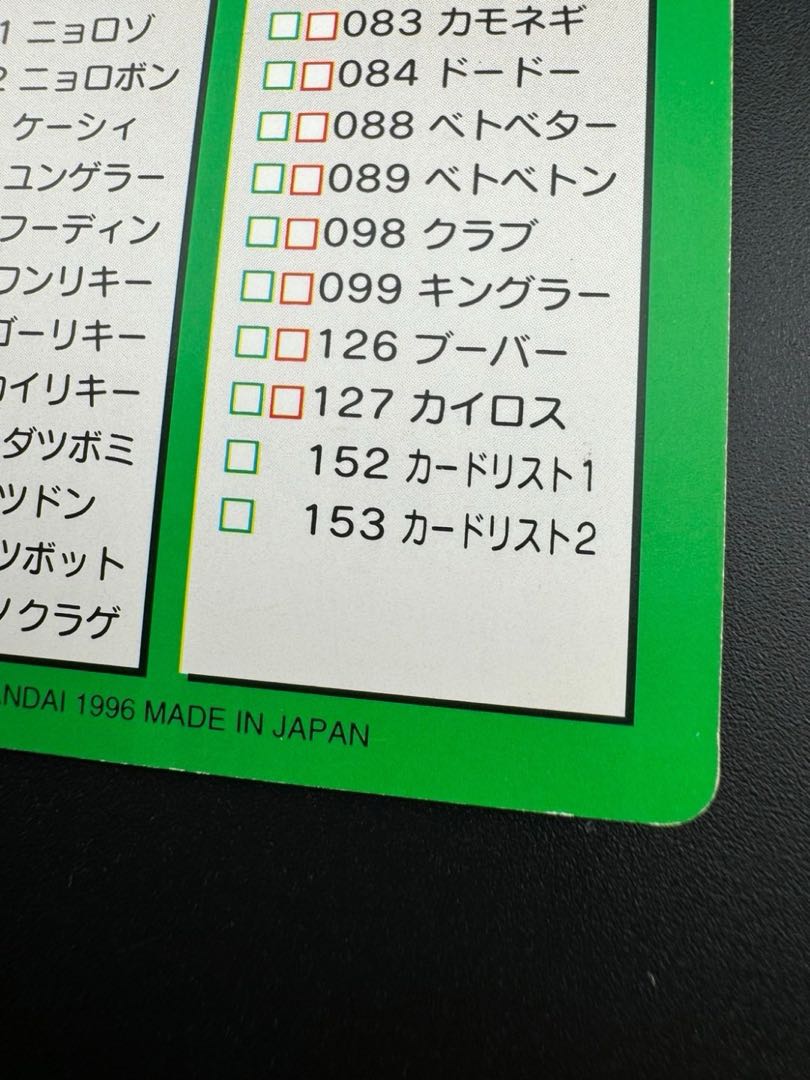 1 ニョロゾ
2 ニョロボン
ケーシィ
ユンゲラー
フーディン
ワンリキー
ゴーリキー
カイリキー
マダツボミ
ツドン
ツボット
ノクラゲ
□□083 カモネギ
□□084 ドードー
□□088 ベトベター
□□089 ベトベトン
□□098 クラブ
□□099 キングラー
□□126 ブーバー
□□127 カイロス
□ 152 カードリスト1
□ 153 カードリスト2
ANDAI 1996 MADE IN JAPAN